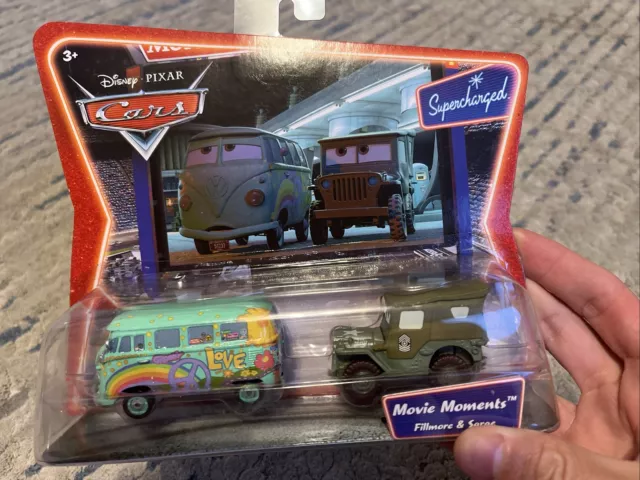 3+
Disney · PIXAR
Cars
Supercharged
LOVE
Movie Moments™
Fillmore & Sarge